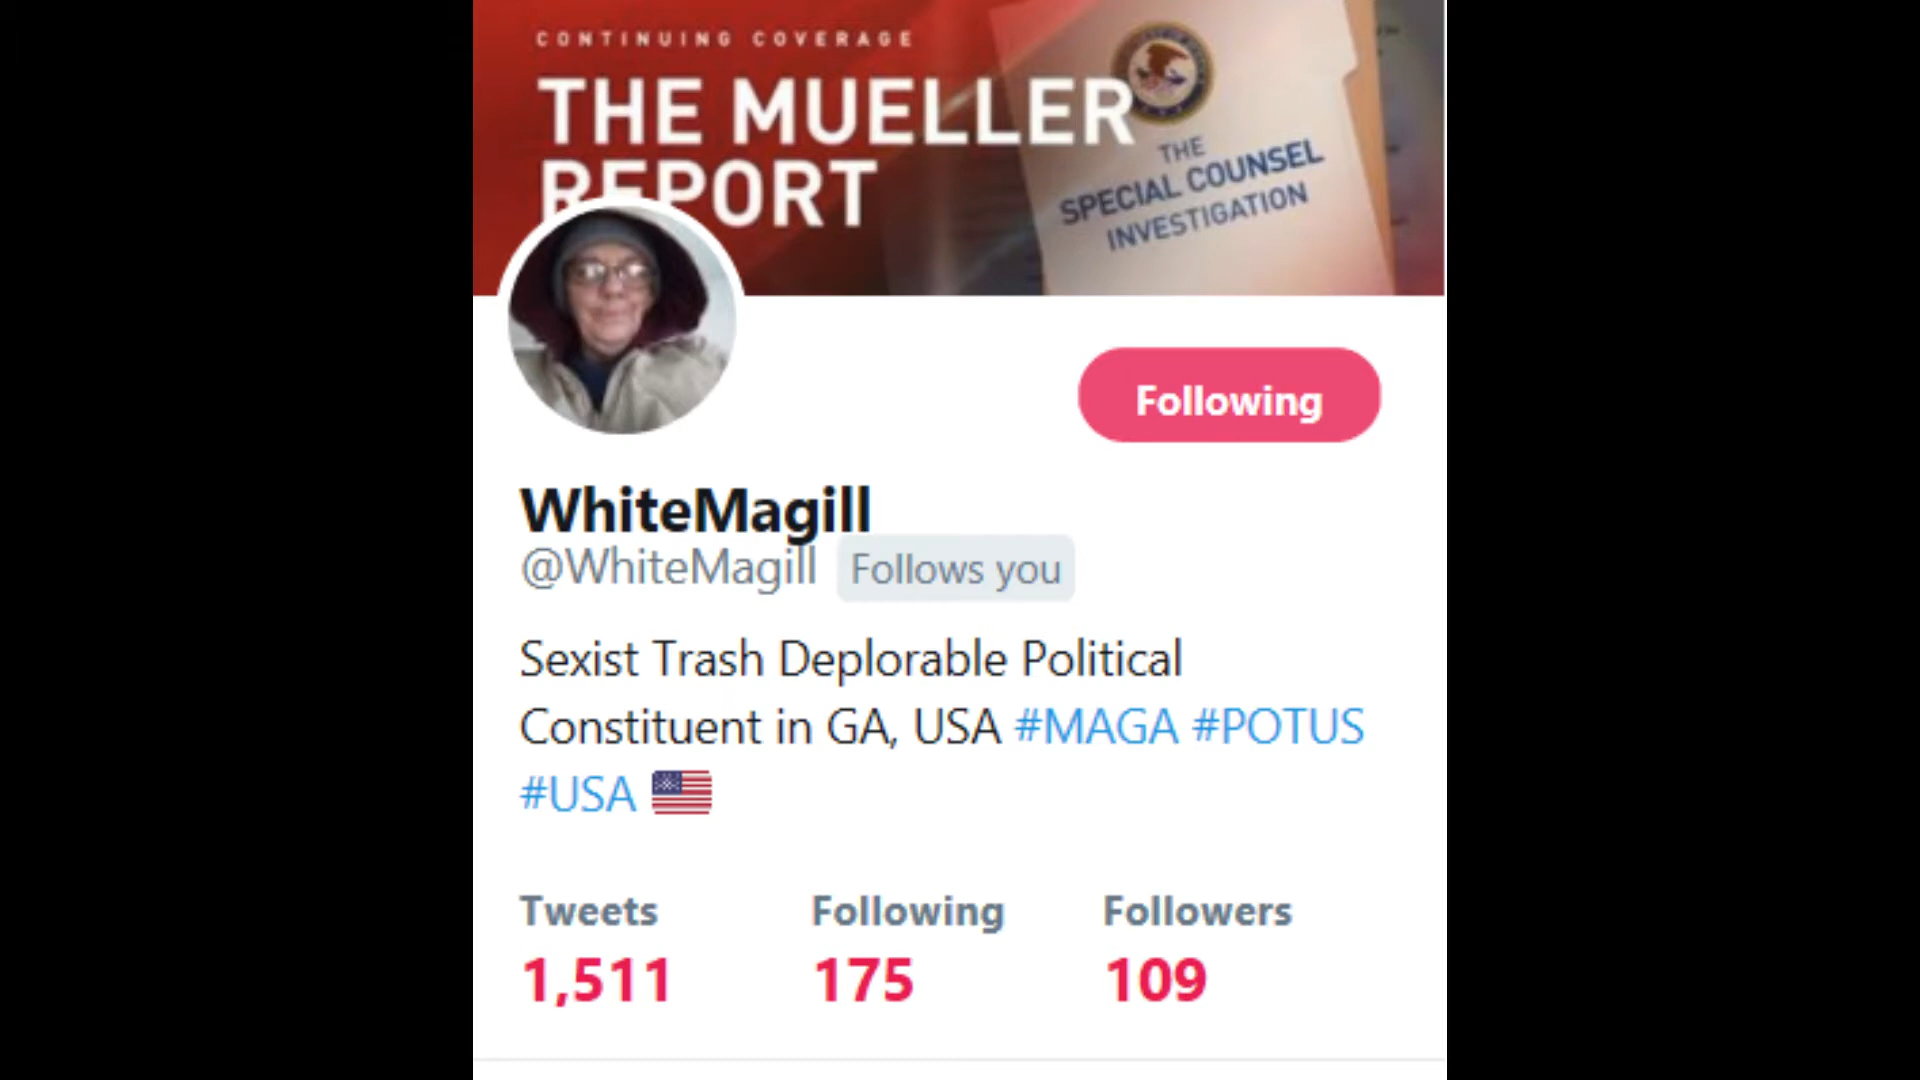 CONTINUING COVERAGE
THE MUELLER
REPORT
THE
SPECIAL COUNSEL
INVESTIGATION
Following
WhiteMagill
@WhiteMagill Follows you
Sexist Trash Deplorable Political
Constituent in GA, USA #MAGA #POTUS
#USA 🇺🇸
Tweets Following Followers
1,511 175 109